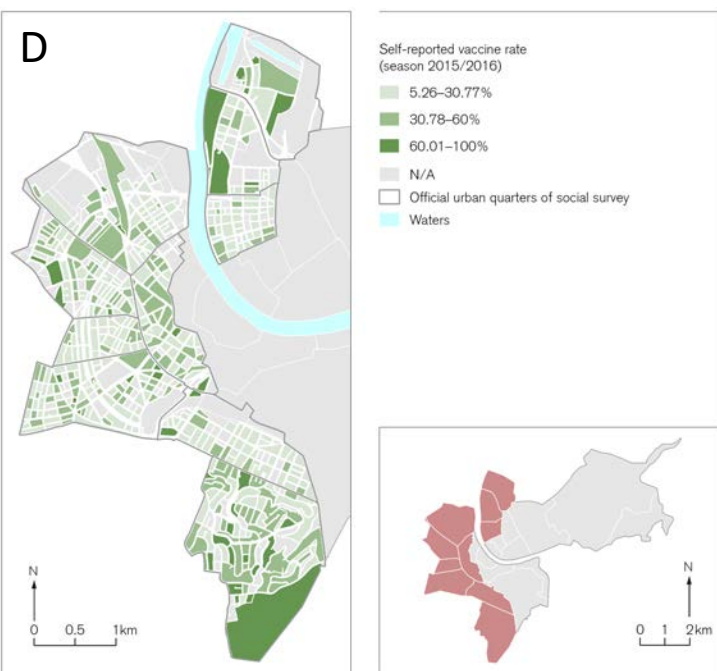 D
Self-reported vaccine rate
(season 2015/2016)
5.26–30.77%
30.78–60%
60.01–100%
N/A
Official urban quarters of social survey
Waters
N
0 0.5 1km
N
0 1 2km